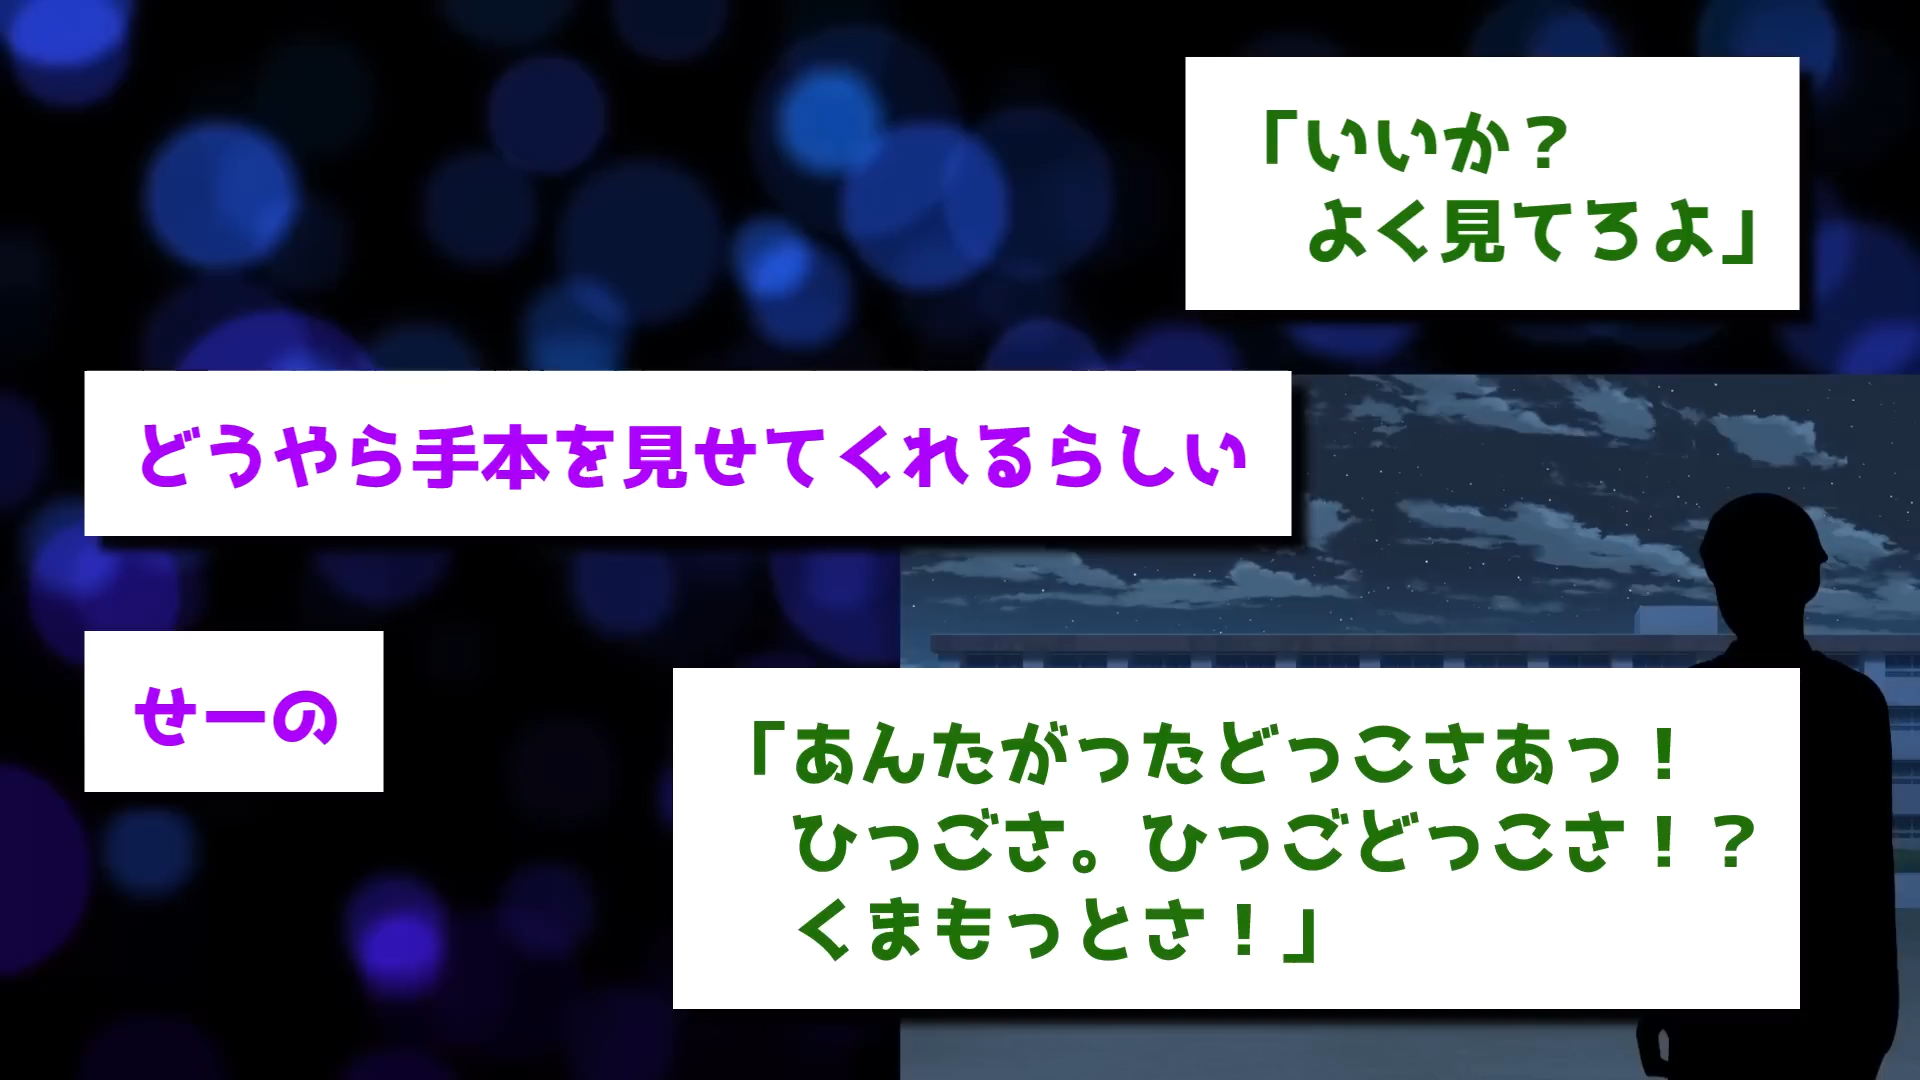 「いいか？
よく見てろよ」
どうやら手本を見せてくれるらしい
せーの
「あんたがったどっこさあっ！
ひっごさ。ひっごどっこさ！？
くまもっとさ！」